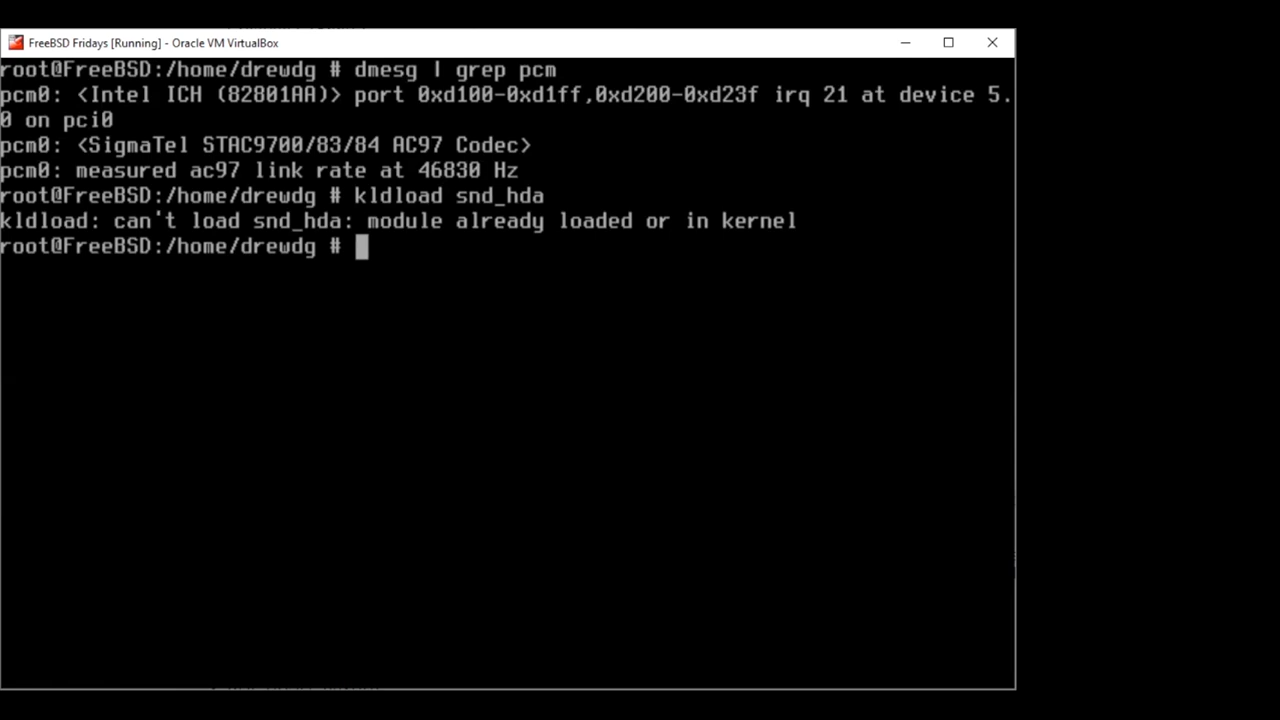 FreeBSD Fridays [Running] - Oracle VM VirtualBox
root@FreeBSD:/home/drewdg # dmesg | grep pcm
pcm0: <Intel ICH (82801AA)> port 0xd100-0xd1ff,0xd200-0xd23f irq 21 at device 5.
0 on pci0
pcm0: <SigmaTel STAC9700/83/84 AC97 Codec>
pcm0: measured ac97 link rate at 46830 Hz
root@FreeBSD:/home/drewdg # kldload snd_hda
kldload: can't load snd_hda: module already loaded or in kernel
root@FreeBSD:/home/drewdg #